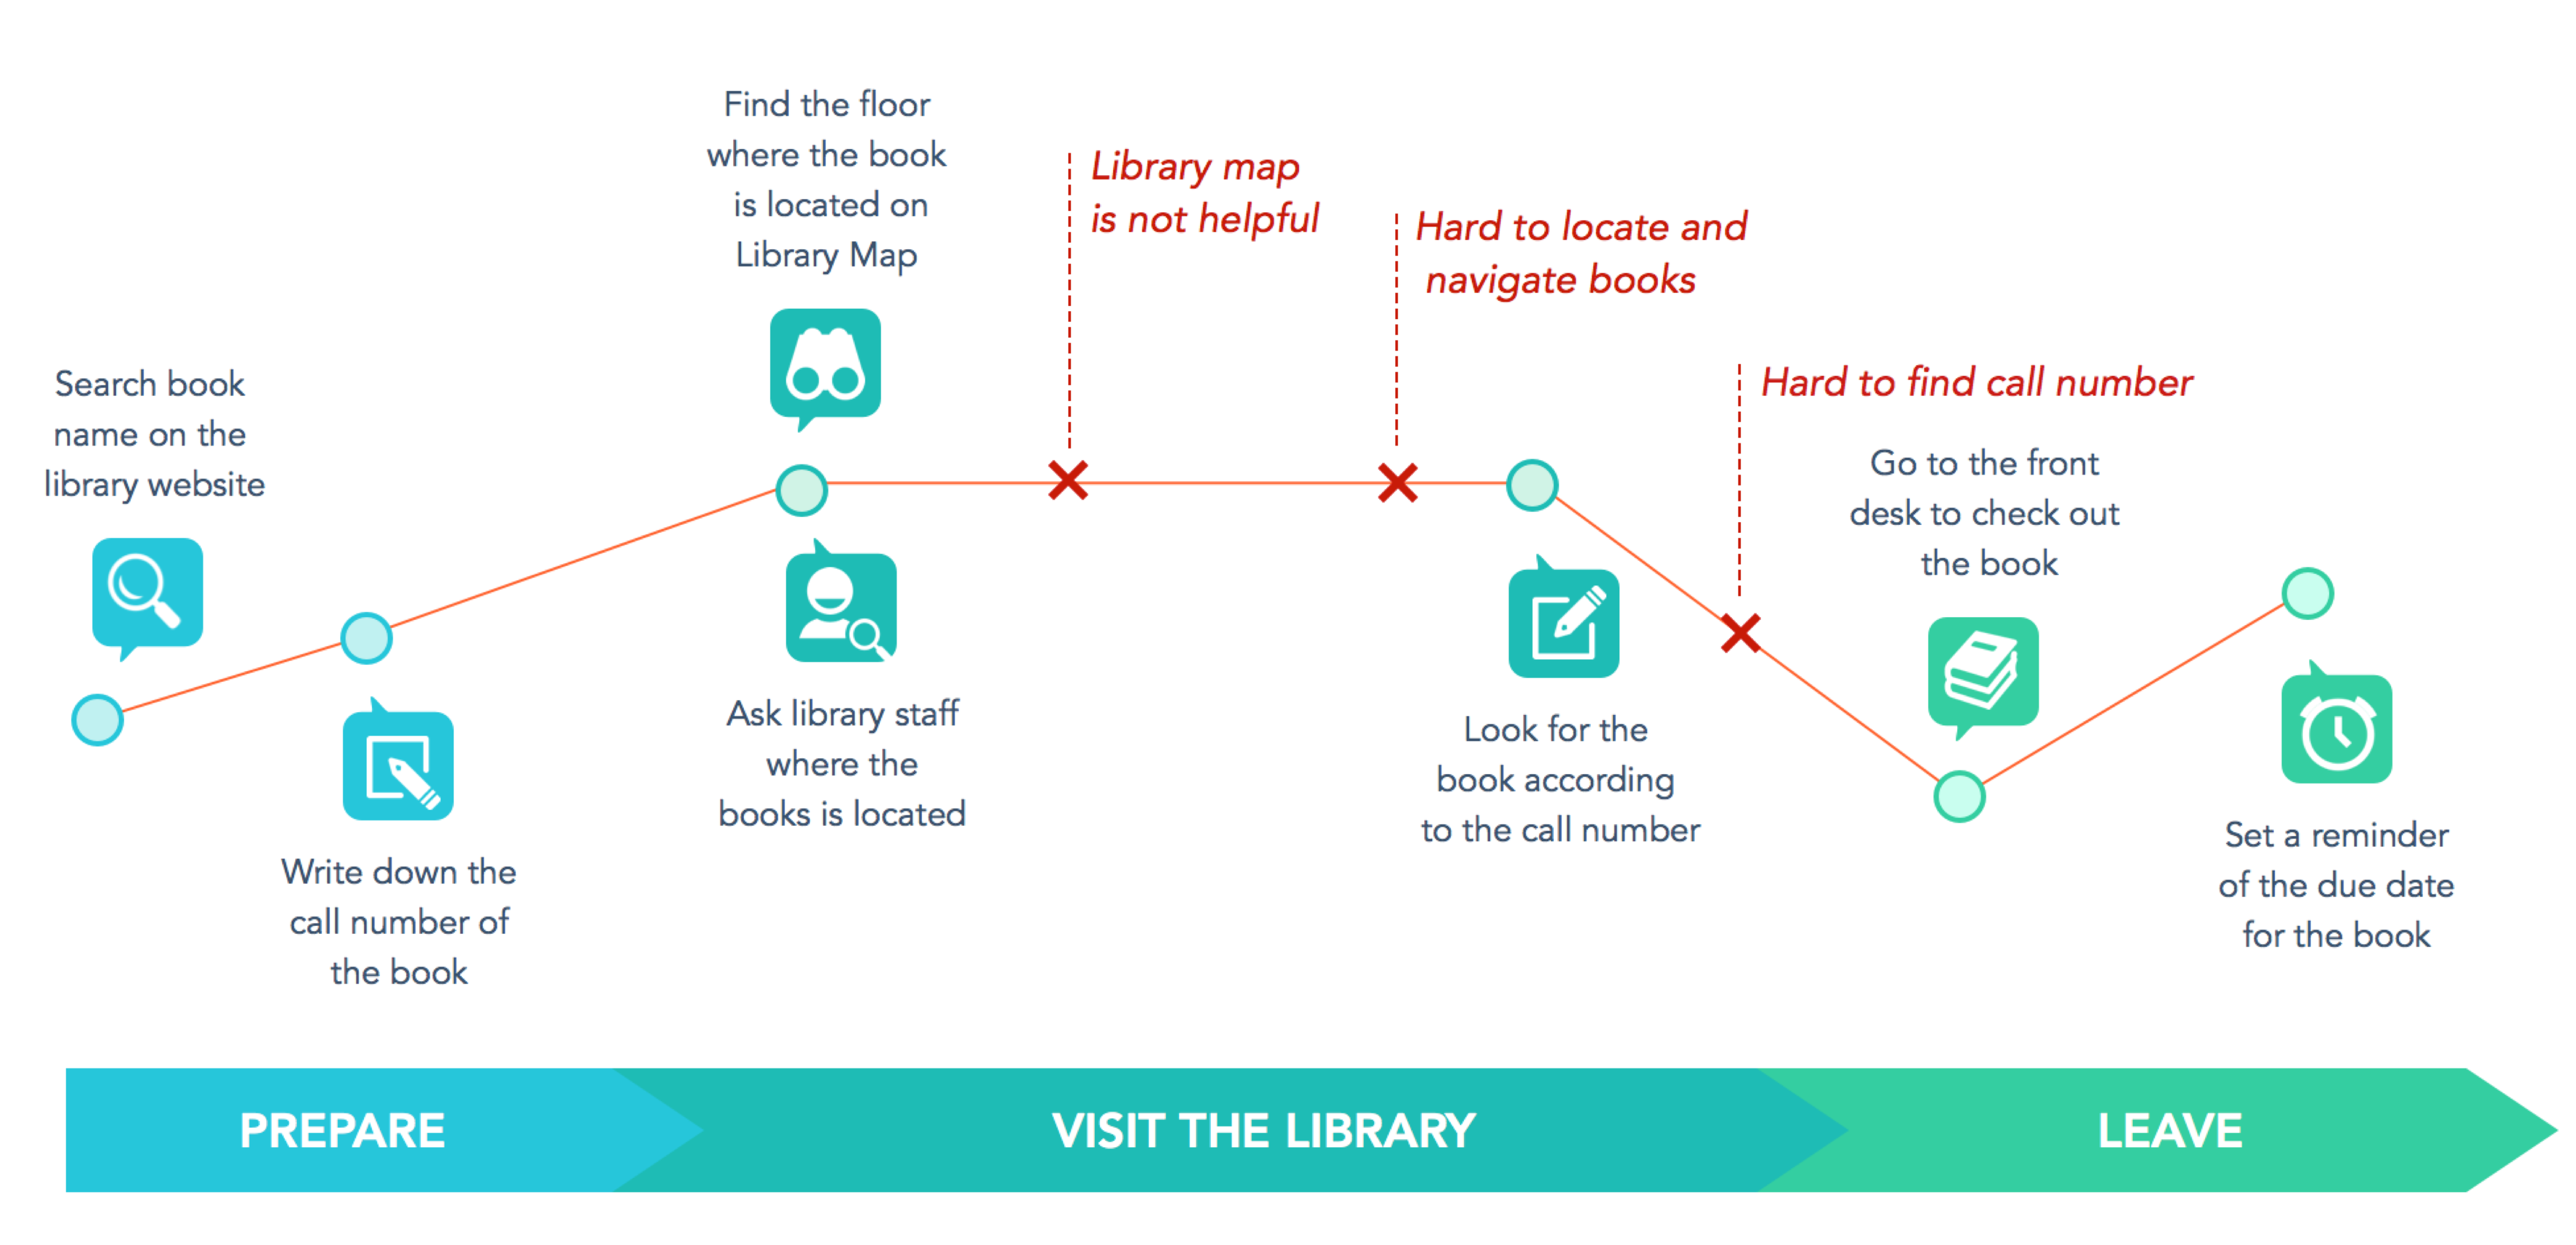 Search book
name on the
library website
Write down the
call number of
the book
Find the floor
where the book
is located on
Library Map
Ask library staff
where the
books is located
Library map
is not helpful
Hard to locate and
navigate books
Look for the
book according
to the call number
Hard to find call number
Go to the front
desk to check out
the book
Set a reminder
of the due date
for the book
PREPARE
VISIT THE LIBRARY
LEAVE